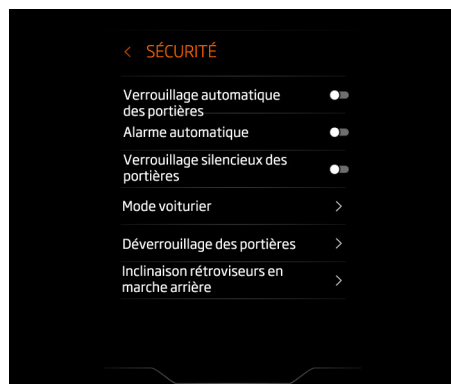 SÉCURITÉ
Verrouillage automatique
des portières
Alarme automatique
Verrouillage silencieux des
portières
Mode voiturier
Déverrouillage des portières
Inclinaison rétroviseurs en
marche arrière